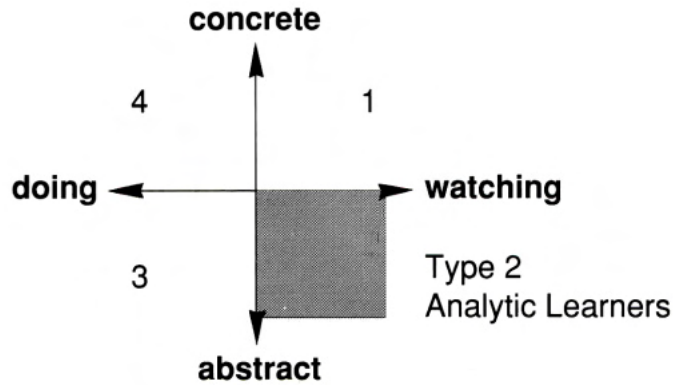 concrete
4
1
doing
watching
3
Type 2
Analytic Learners
abstract